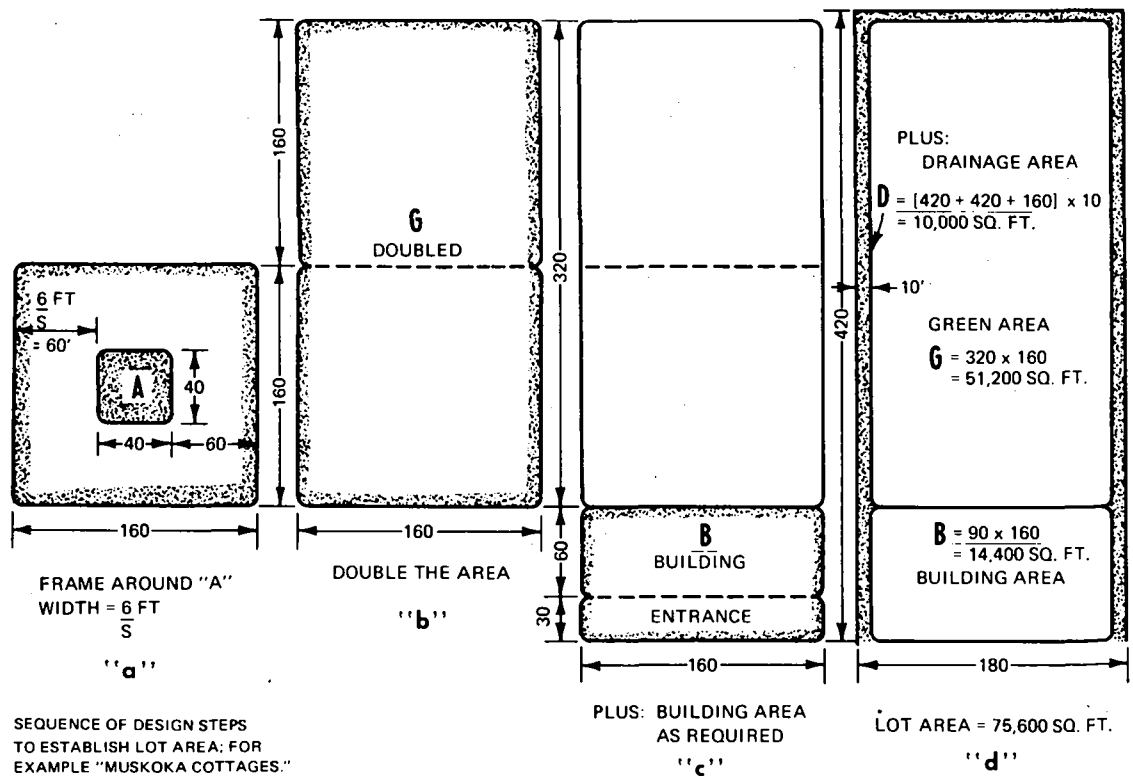 6 FT
S
= 60'
A
40
40
60
160
160
FRAME AROUND "A"
WIDTH = 6 FT
S
"a"
SEQUENCE OF DESIGN STEPS
TO ESTABLISH LOT AREA; FOR
EXAMPLE "MUSKOKA COTTAGES."
160
G
DOUBLED
160
DOUBLE THE AREA
"b"
320
B
BUILDING
60
ENTRANCE
30
160
PLUS: BUILDING AREA
AS REQUIRED
"c"
420
PLUS:
DRAINAGE AREA
D = [420 + 420 + 160] x 10
= 10,000 SQ. FT.
10'
GREEN AREA
G = 320 x 160
= 51,200 SQ. FT.
B = 90 x 160
= 14,400 SQ. FT.
BUILDING AREA
180
LOT AREA = 75,600 SQ. FT.
"d"